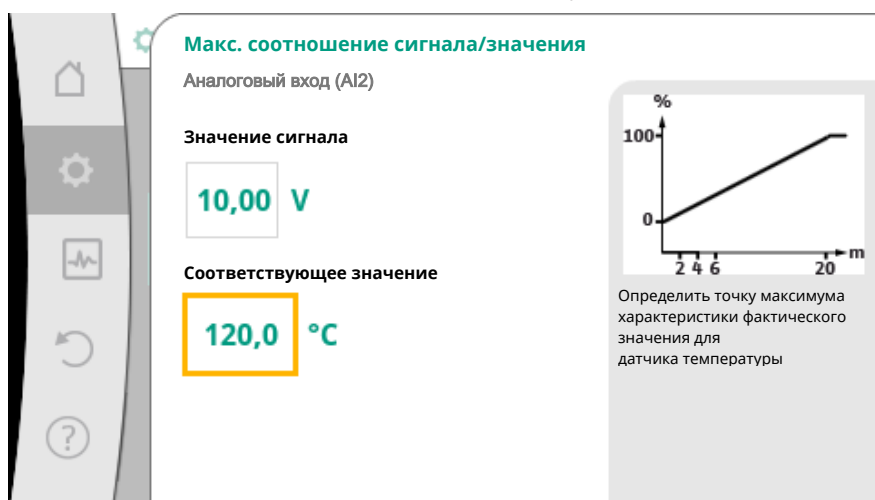 Макс. соотношение сигнала/значения
Аналоговый вход (AI2)
Значение сигнала
10,00 V
Соответствующее значение
120,0 °C
%
100
0
2 4 6 20 m
Определить точку максимума
характеристики фактического
значения для
датчика температуры
?